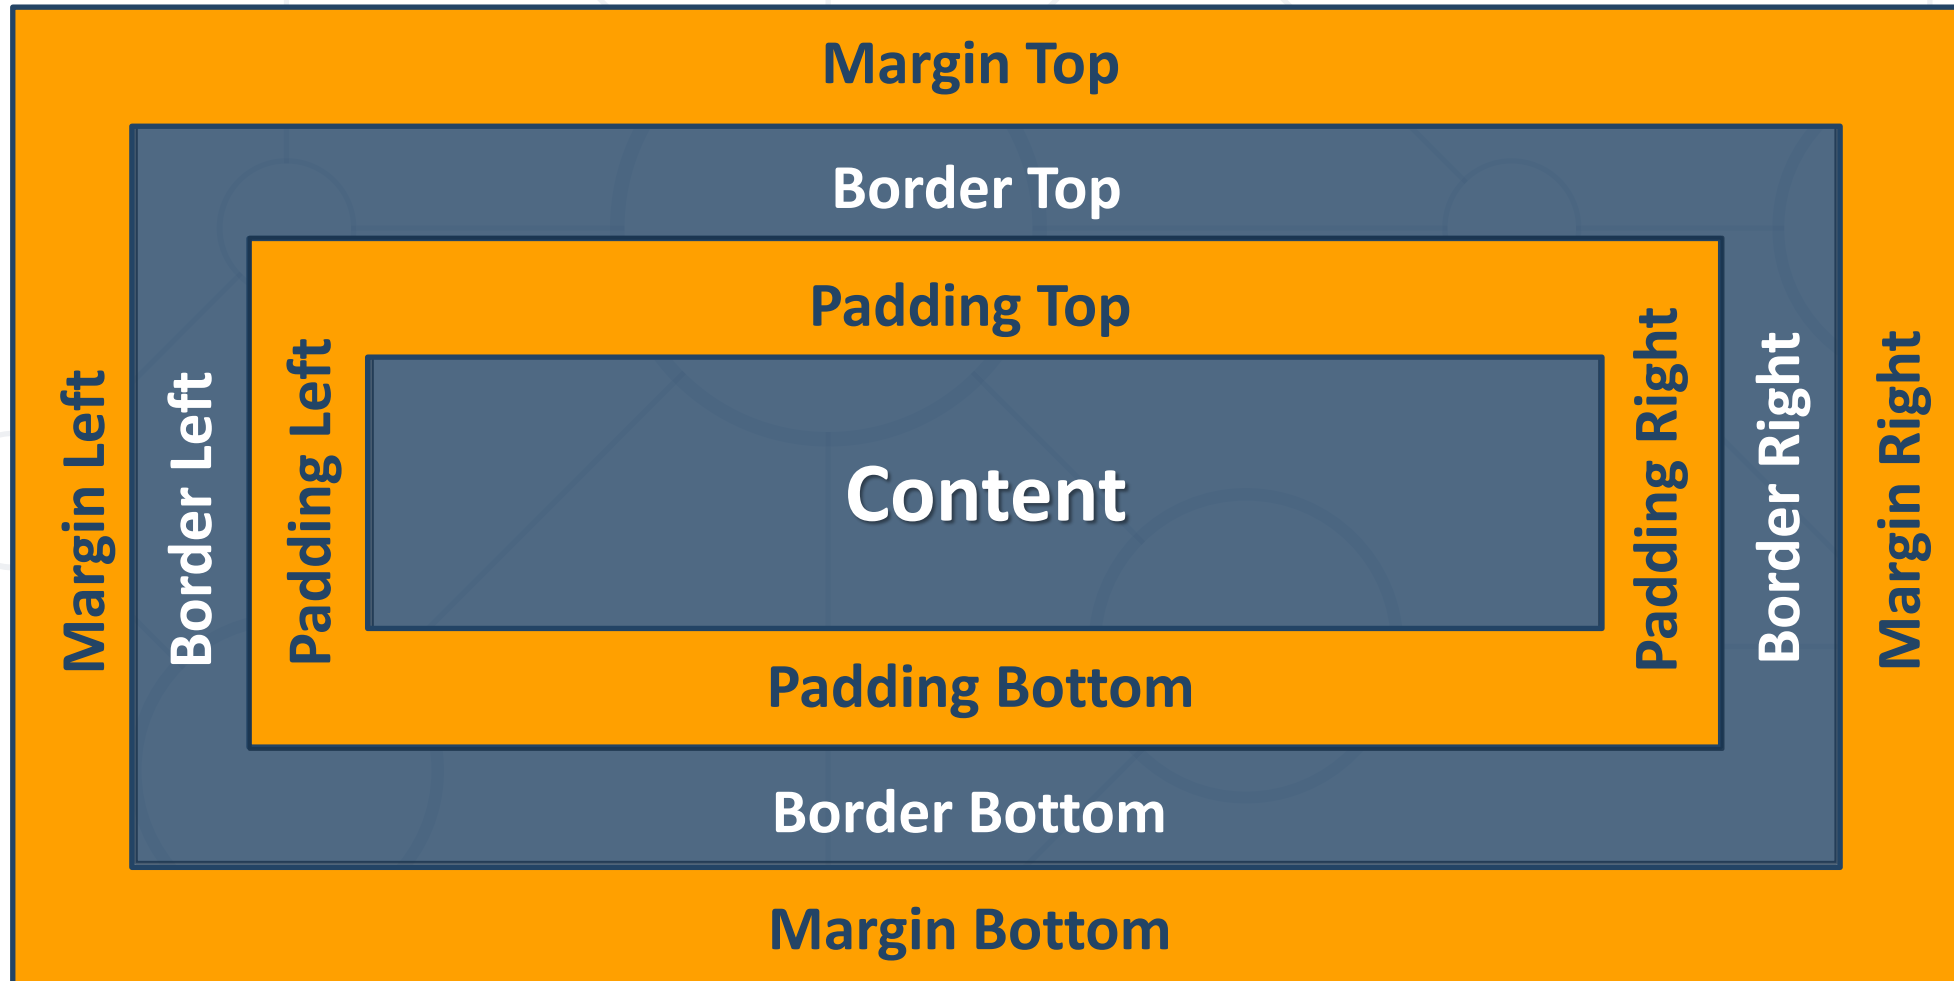 Margin Top
Border Top
Padding Top
Margin Left
Border Left
Padding Left
Content
Padding Right
Border Right
Margin Right
Padding Bottom
Border Bottom
Margin Bottom